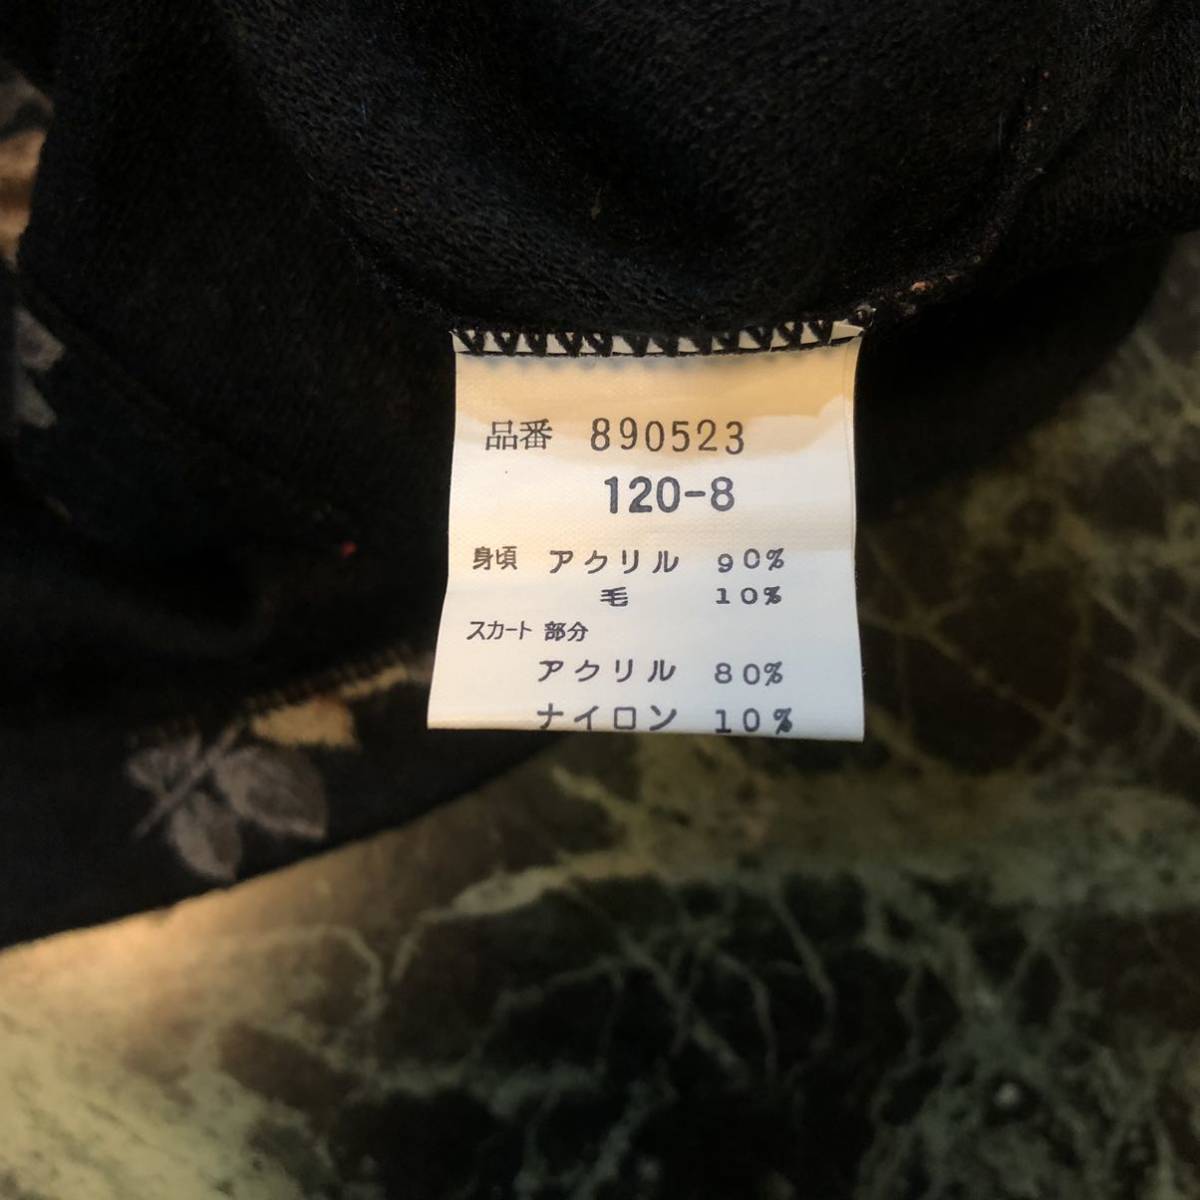 品番 890523
120-8
身頃 アクリル 90%
毛 10%
スカート 部分
アクリル 80%
ナイロン 10%